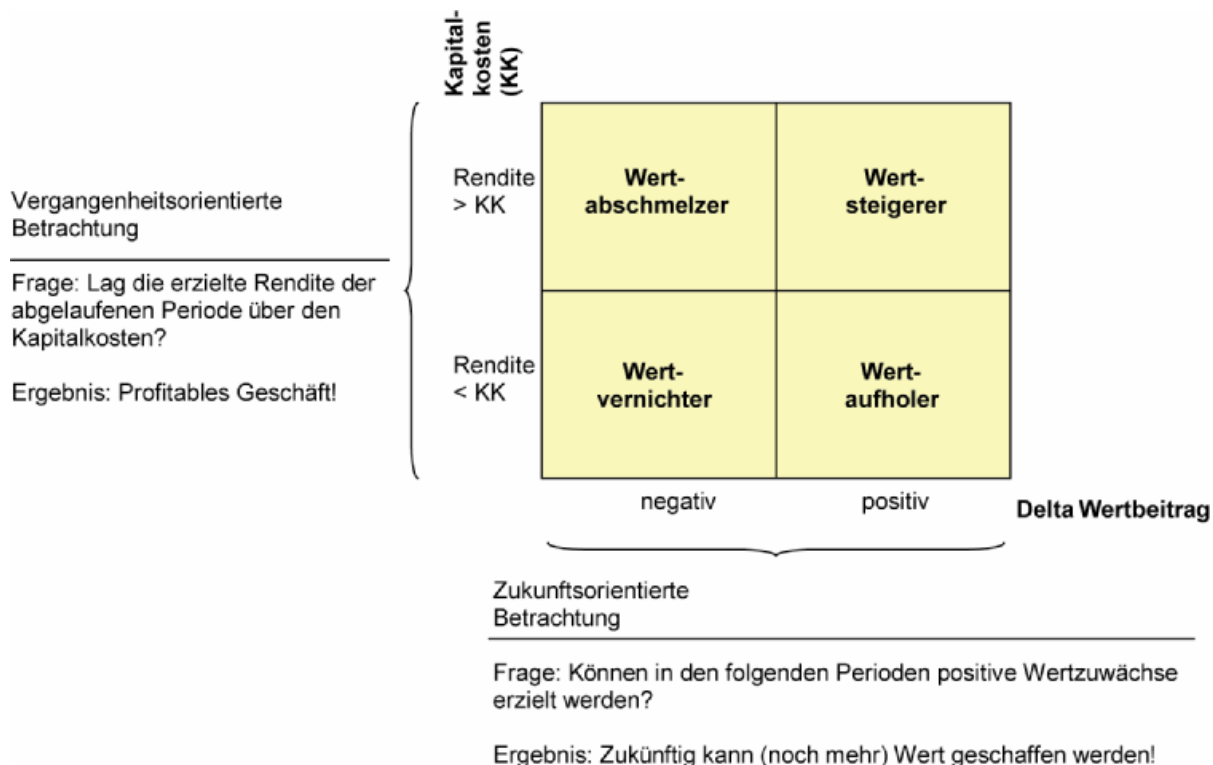 Kapital-
kosten
(KK)
Vergangenheitsorientierte
Betrachtung
Frage: Lag die erzielte Rendite der
abgelaufenen Periode über den
Kapitalkosten?
Ergebnis: Profitables Geschäft!
Rendite
> KK
Wert-
abschmelzer
Wert-
steigerer
Rendite
< KK
Wert-
vernichter
Wert-
aufholer
negativ
positiv
Delta Wertbeitrag
Zukunftsorientierte
Betrachtung
Frage: Können in den folgenden Perioden positive Wertzuwächse
erzielt werden?
Ergebnis: Zukünftig kann (noch mehr) Wert geschaffen werden!